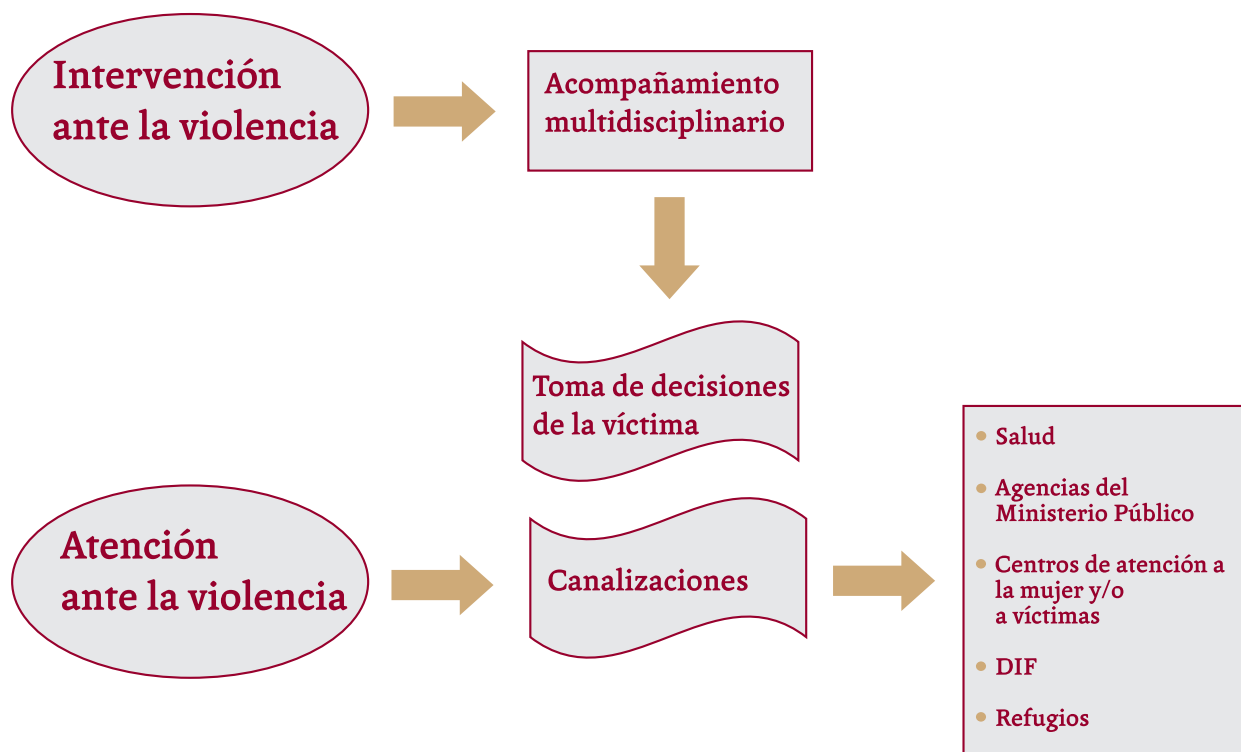 Intervención
ante la violencia
Acompañamiento
multidisciplinario
Toma de decisiones
de la víctima
Atención
ante la violencia
Canalizaciones
Salud
Agencias del
Ministerio Público
Centros de atención a
la mujer y/o
a víctimas
DIF
Refugios